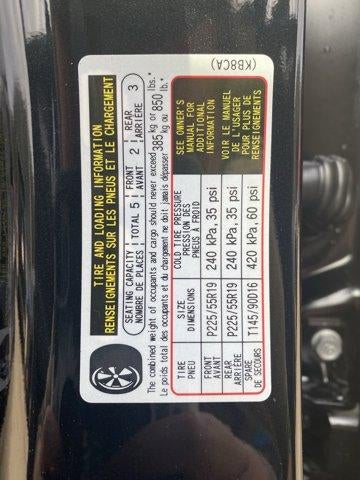 TIRE AND LOADING INFORMATION
RENSEIGNEMENTS SUR LES PNEUS ET LE CHARGEMENT
SEATING CAPACITY TOTAL 5 FRONT 2 REAR 3
NOMBRE DE PLACES AVANT ARRIÈRE
The combined weight of occupants and cargo should never exceed 385 kg or 850 lbs.
Le poids total des occupants et du chargement ne doit jamais dépasser kg ou lb.
TIRE SIZE COLD TIRE PRESSURE
PNEU DIMENSIONS PRESSION DES PNEUS À FROID
FRONT AVANT P225/55R19 240 kPa, 35 psi
REAR ARRIÈRE P225/55R19 240 kPa, 35 psi
SPARE DE SECOURS T145/90D16 420 kPa, 60 psi
SEE OWNER'S
MANUAL FOR
ADDITIONAL
INFORMATION
VOIR LE MANUEL
DE L'USAGER
POUR PLUS DE
RENSEIGNEMENTS
(KB8CA)